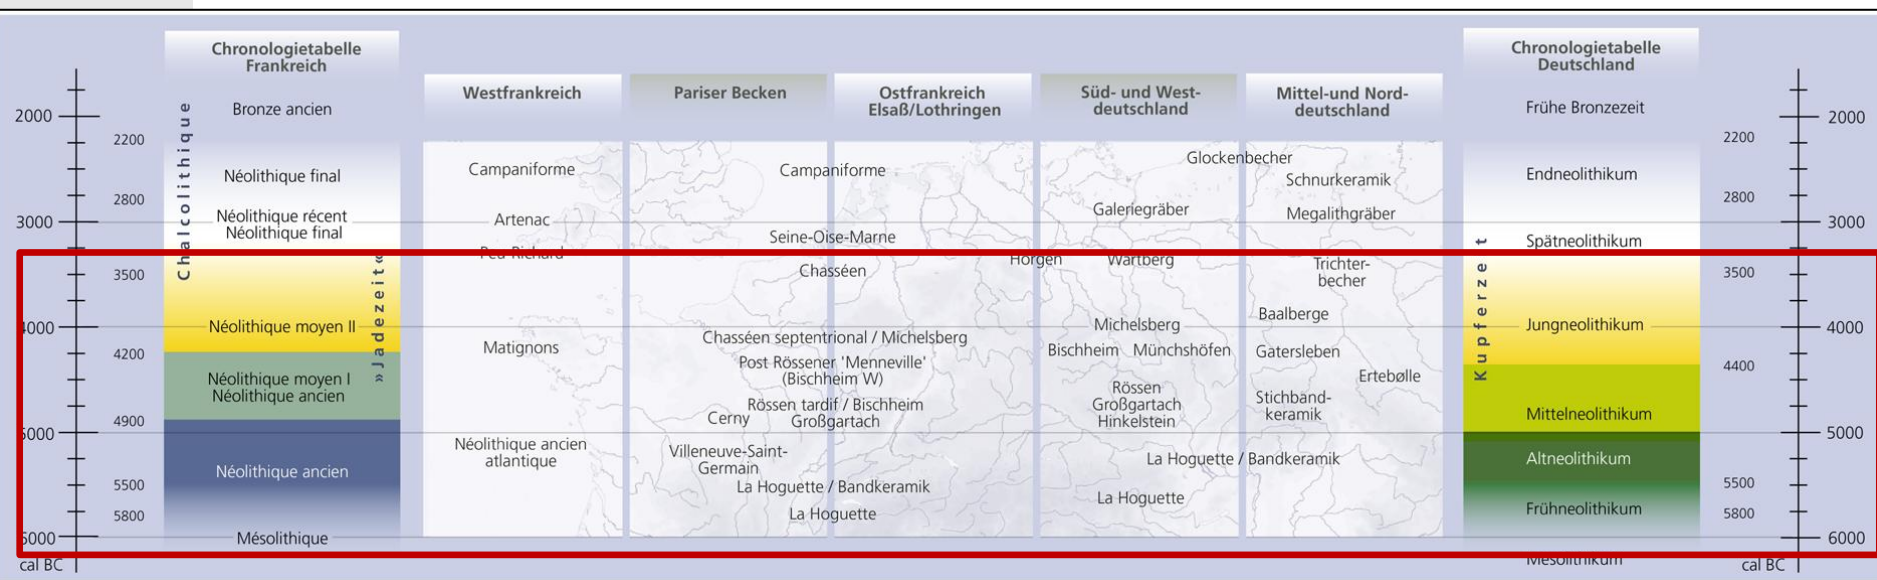 Chronologietabelle
Frankreich
Westfrankreich
Pariser Becken
Ostfrankreich
Elsaß/Lothringen
Süd- und West-
deutschland
Mittel-und Nord-
deutschland
Chronologietabelle
Deutschland
2000
3000
4000
5000
6000
cal BC
2200
2800
3500
4200
4900
5500
5800
Chalcolithique
»Jadezeit«
Bronze ancien
Néolithique final
Néolithique récent
Néolithique final
Néolithique moyen II
Néolithique moyen I
Néolithique ancien
Néolithique ancien
Mésolithique
Campaniforme
Artenac
Peu-Richard
Matignons
Néolithique ancien
atlantique
Campaniforme
Seine-Oise-Marne
Chasséen
Horgen
Chasséen septentrional / Michelsberg
Post Rössener 'Menneville'
(Bischheim W)
Rössen tardif / Bischheim
Cerny
Großgartach
Villeneuve-Saint-
Germain
La Hoguette / Bandkeramik
La Hoguette
Glockenbecher
Galeriegräber
Wartberg
Michelsberg
Bischheim
Münchshöfen
Rössen
Großgartach
Hinkelstein
La Hoguette / Bandkeramik
La Hoguette
Schnurkeramik
Megalithgräber
Trichter-
becher
Baalberge
Gatersleben
Ertebølle
Stichband-
keramik
Kupferzeit
Frühe Bronzezeit
Endneolithikum
Spätneolithikum
Jungneolithikum
Mittelneolithikum
Altneolithikum
Frühneolithikum
Mesolithikum
2200
2800
3500
4400
5500
5800
2000
3000
4000
5000
6000
cal BC